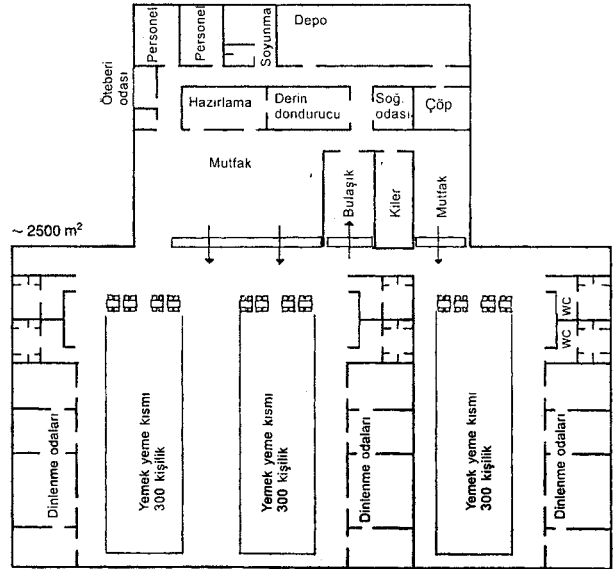 Personel
Personel
Soyunma
Depo
Öteberi
odası
Hazırlama
Derin
dondurucu
Soğ.
odası
Çöp
Mutfak
Bulaşık
Kiler
Mutfak
~ 2500 m²
WC
WC
Dinlenme odaları
Yemek yeme kısmı
300 kişilik
Yemek yeme kısmı
300 kişilik
Dinlenme odaları
Yemek yeme kısmı
300 kişilik
Dinlenme odaları